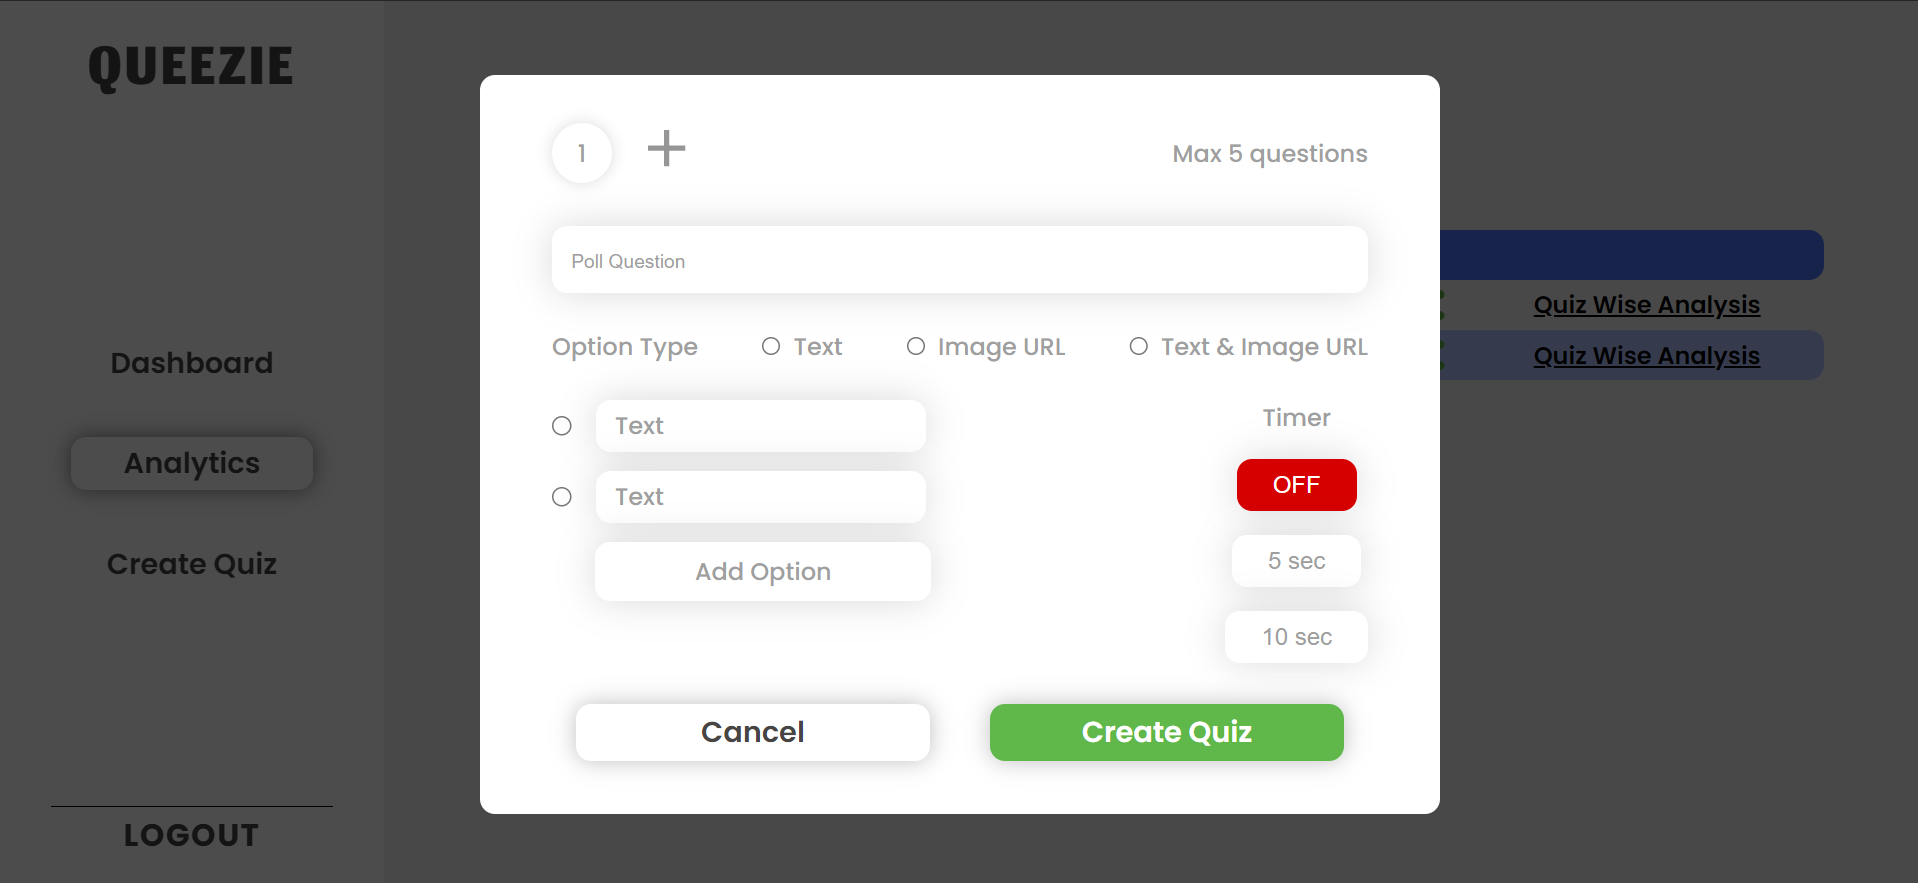 QUEEZIE
Dashboard
Analytics
Create Quiz
LOGOUT
1 +
Max 5 questions
Poll Question
Option Type Text Image URL Text & Image URL
Text
Text
Add Option
Timer
OFF
5 sec
10 sec
Cancel
Create Quiz
Quiz Wise Analysis
Quiz Wise Analysis